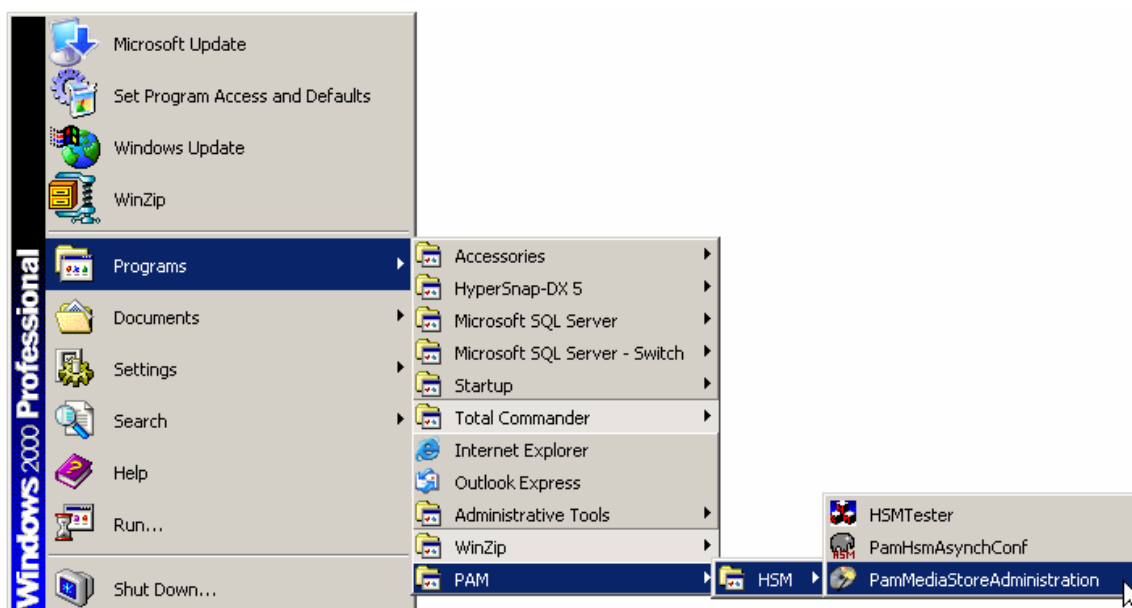 Windows 2000 Professional
Microsoft Update
Set Program Access and Defaults
Windows Update
WinZip
Programs
Documents
Settings
Search
Help
Run...
Shut Down...
Accessories
HyperSnap-DX 5
Microsoft SQL Server
Microsoft SQL Server - Switch
Startup
Total Commander
Internet Explorer
Outlook Express
Administrative Tools
WinZip
PAM
HSM
HSMTester
HSM
PamHsmAsynchConf
PamMediaStoreAdministration